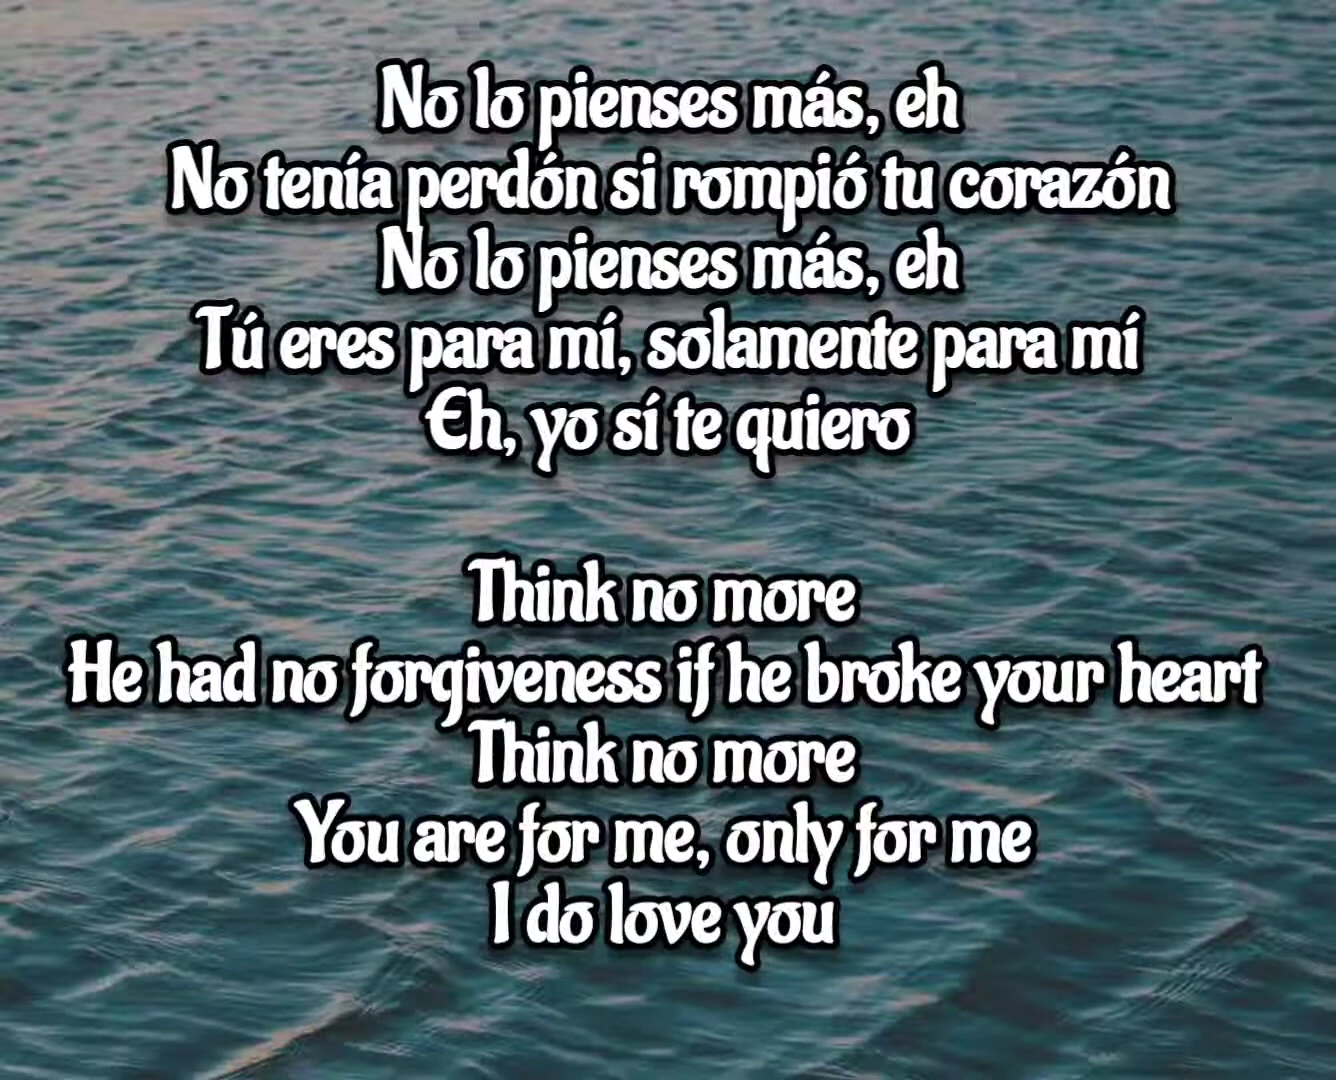 No lo pienses más, eh
No tenía perdón si rompió tu corazón
No lo pienses más, eh
Tú eres para mí, solamente para mí
Eh, yo sí te quiero
Think no more
He had no forgiveness if he broke your heart
Think no more
You are for me, only for me
I do love you